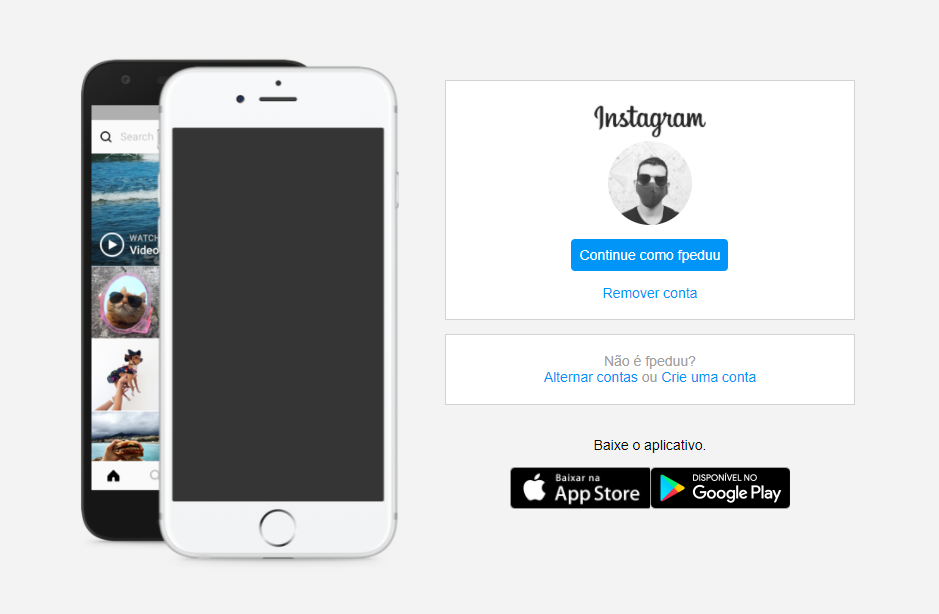 Search
WATCH
Video
Instagram
Continue como fpeduu
Remover conta
Não é fpeduu?
Alternar contas ou Crie uma conta
Baixe o aplicativo.
Baixar na
App Store
DISPONÍVEL NO
Google Play